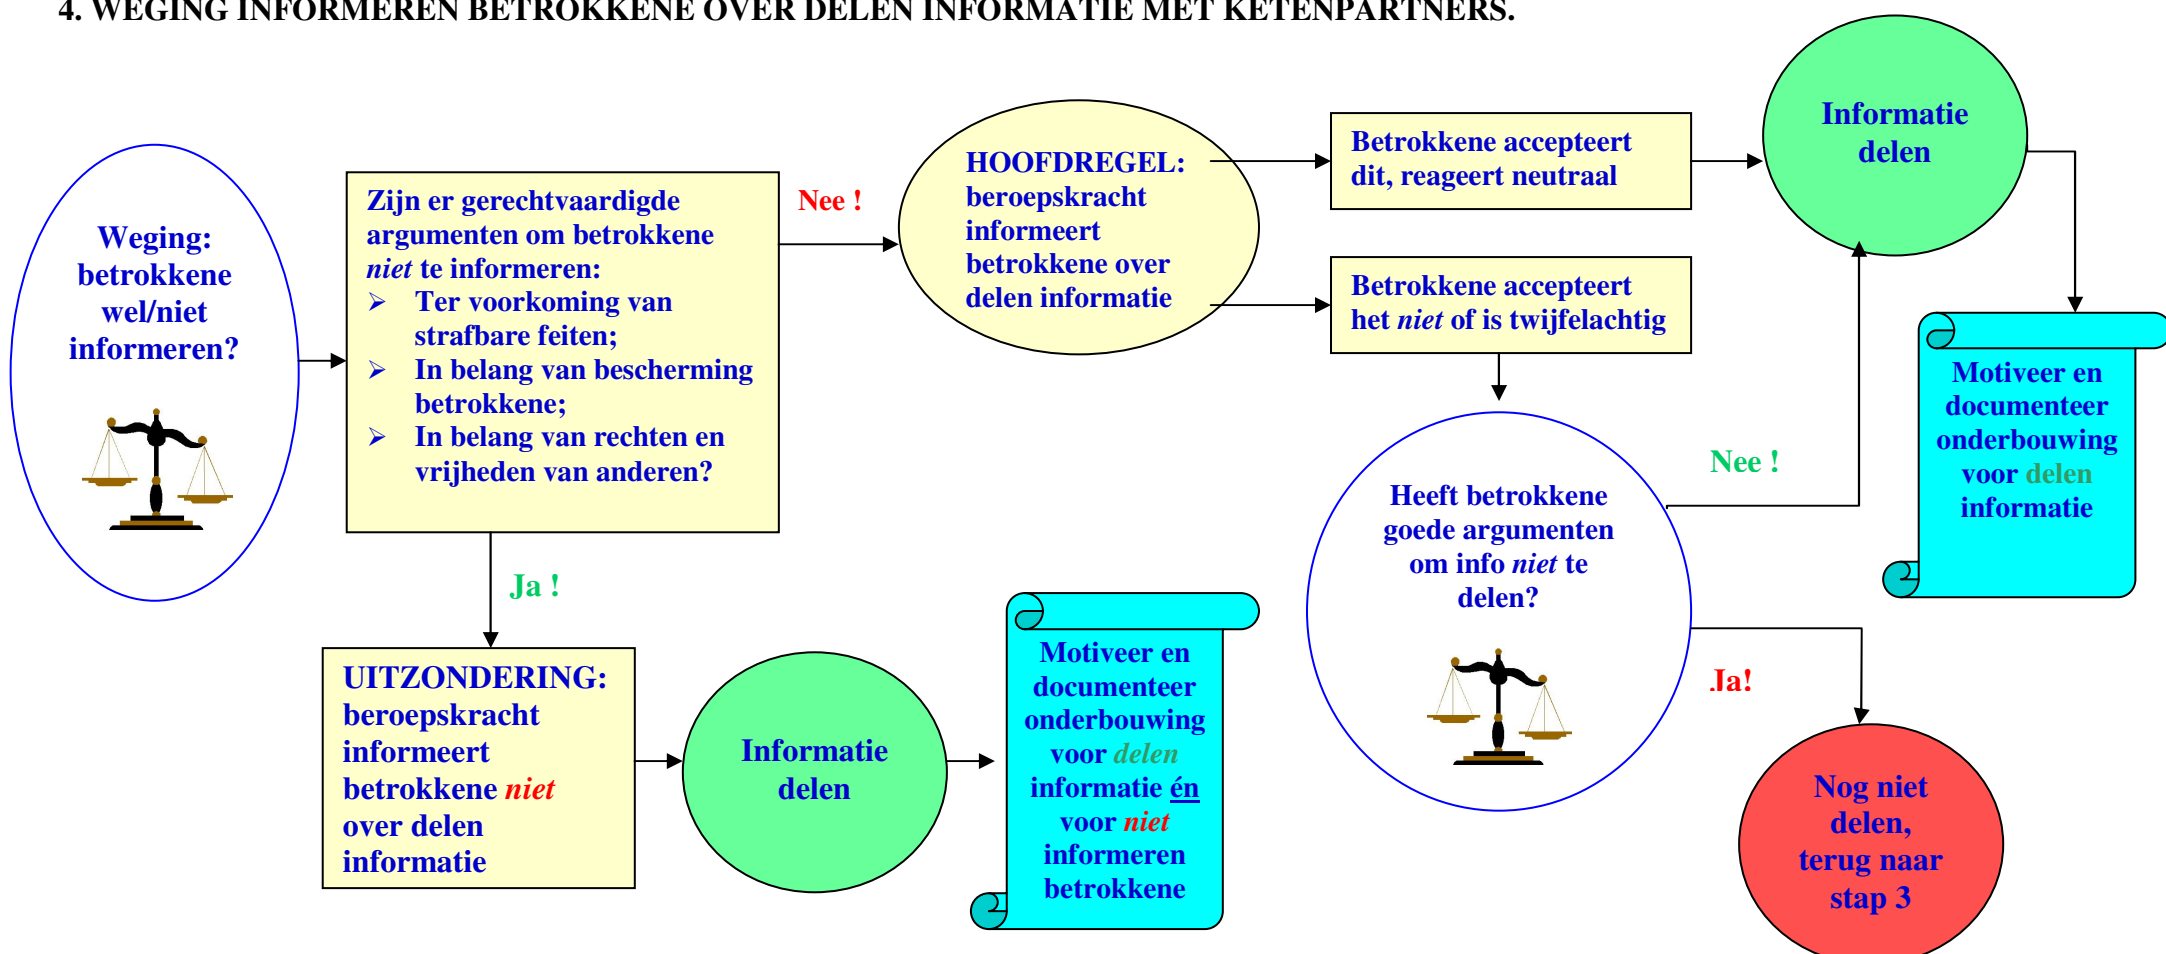 4. WEGING INFORMEREN BETROKKENE OVER DELEN INFORMATIE MET KETENPARTNERS.
Weging:
betrokkene
wel/niet
informeren?
Zijn er gerechtvaardigde
argumenten om betrokkene
niet te informeren:
➢ Ter voorkoming van
strafbare feiten;
➢ In belang van bescherming
betrokkene;
➢ In belang van rechten en
vrijheden van anderen?
Nee !
HOOFDREGEL:
beroepskracht
informeert
betrokkene over
delen informatie
Betrokkene accepteert
dit, reageert neutraal
Informatie
delen
Betrokkene accepteert
het niet of is twijfelachtig
Motiveer en
documenteer
onderbouwing
voor delen
informatie
Heeft betrokkene
goede argumenten
om info niet te
delen?
Nee !
Ja!
Nog niet
delen,
terug naar
stap 3
Ja !
UITZONDERING:
beroepskracht
informeert
betrokkene niet
over delen
informatie
Informatie
delen
Motiveer en
documenteer
onderbouwing
voor delen
informatie én
voor niet
informeren
betrokkene